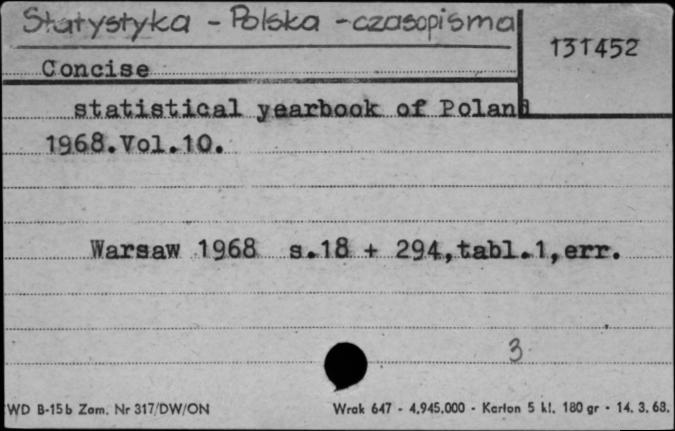 Statystyka - Polska - czasopisma
131452
Concise
statistical yearbook of Poland
1968.Vol.10.
Warsaw 1968 s.18 + 294,tabl.1,err.
3
WD B-15b Zam. Nr 317/DW/ON Wrak 647 - 4.945.000 - Karton 5 kl. 180 gr - 14. 3. 68.